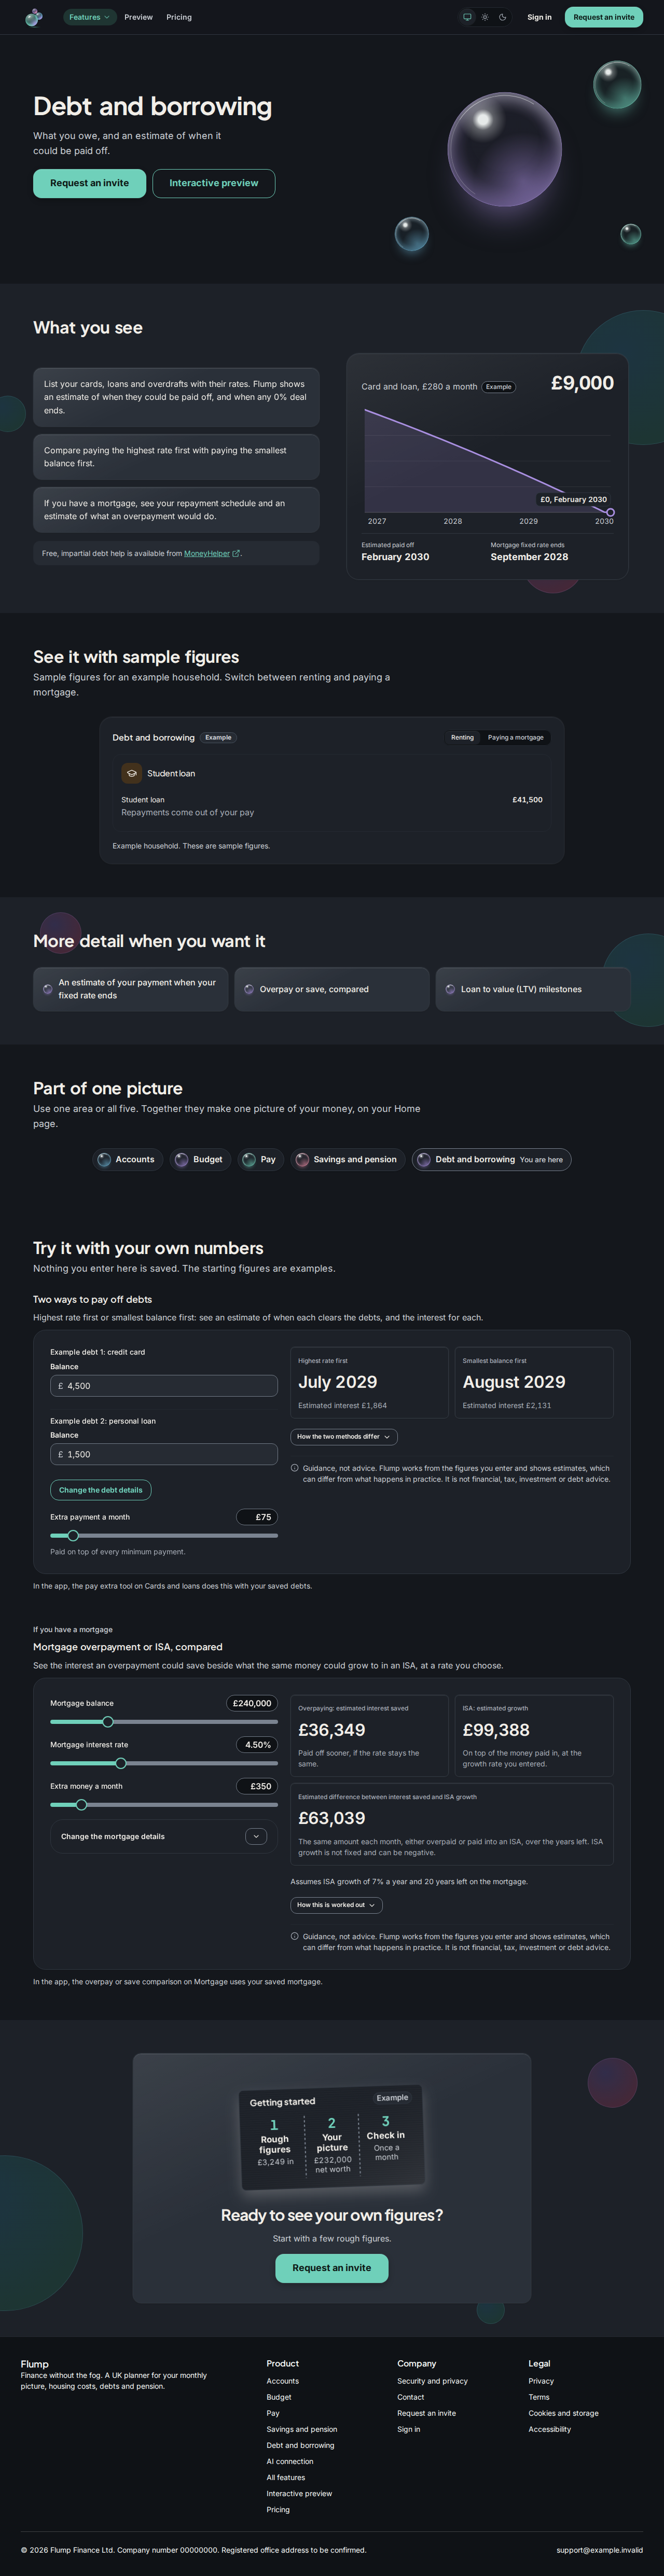 Features
Preview
Pricing
Sign in
Request an invite
Debt and borrowing
What you owe, and an estimate of when it
could be paid off.
Request an invite
Interactive preview
What you see
List your cards, loans and overdrafts with their rates. Flump shows
an estimate of when they could be paid off, and when any 0% deal
ends.
Compare paying the highest rate first with paying the smallest
balance first.
If you have a mortgage, see your repayment schedule and an
estimate of what an overpayment would do.
Free, impartial debt help is available from MoneyHelper.
Card and loan, £280 a month
Example
£9,000
£0, February 2030
2027
2028
2029
2030
Estimated paid off
February 2030
Mortgage fixed rate ends
September 2028
See it with sample figures
Sample figures for an example household. Switch between renting and paying a
mortgage.
Debt and borrowing
Example
Renting
Paying a mortgage
Student loan
Student loan
£41,500
Repayments come out of your pay
Example household. These are sample figures.
More detail when you want it
An estimate of your payment when your
fixed rate ends
Overpay or save, compared
Loan to value (LTV) milestones
Part of one picture
Use one area or all five. Together they make one picture of your money, on your Home
page.
Accounts
Budget
Pay
Savings and pension
Debt and borrowing
You are here
Try it with your own numbers
Nothing you enter here is saved. The starting figures are examples.
Two ways to pay off debts
Highest rate first or smallest balance first: see an estimate of when each clears the debts, and the interest for each.
Example debt 1: credit card
Balance
£ 4,500
Example debt 2: personal loan
Balance
£ 1,500
Change the debt details
Extra payment a month
£75
Paid on top of every minimum payment.
Highest rate first
July 2029
Estimated interest £1,864
Smallest balance first
August 2029
Estimated interest £2,131
How the two methods differ
Guidance, not advice. Flump works from the figures you enter and shows estimates, which
can differ from what happens in practice. It is not financial, tax, investment or debt advice.
In the app, the pay extra tool on Cards and loans does this with your saved debts.
If you have a mortgage
Mortgage overpayment or ISA, compared
See the interest an overpayment could save beside what the same money could grow to in an ISA, at a rate you choose.
Mortgage balance
£240,000
Mortgage interest rate
4.50%
Extra money a month
£350
Change the mortgage details
Overpaying: estimated interest saved
£36,349
Paid off sooner, if the rate stays the
same.
ISA: estimated growth
£99,388
On top of the money paid in, at the
growth rate you entered.
Estimated difference between interest saved and ISA growth
£63,039
The same amount each month, either overpaid or paid into an ISA, over the years left. ISA
growth is not fixed and can be negative.
Assumes ISA growth of 7% a year and 20 years left on the mortgage.
How this is worked out
Guidance, not advice. Flump works from the figures you enter and shows estimates, which
can differ from what happens in practice. It is not financial, tax, investment or debt advice.
In the app, the overpay or save comparison on Mortgage uses your saved mortgage.
Getting started
Example
1
Rough
figures
£3,249 in
2
Your
picture
£232,000
net worth
3
Check in
Once a
month
Ready to see your own figures?
Start with a few rough figures.
Request an invite
Flump
Finance without the fog. A UK planner for your monthly
picture, housing costs, debts and pension.
Product
Accounts
Budget
Pay
Savings and pension
Debt and borrowing
AI connection
All features
Interactive preview
Pricing
Company
Security and privacy
Contact
Request an invite
Sign in
Legal
Privacy
Terms
Cookies and storage
Accessibility
© 2026 Flump Finance Ltd. Company number 00000000. Registered office address to be confirmed.
support@example.invalid